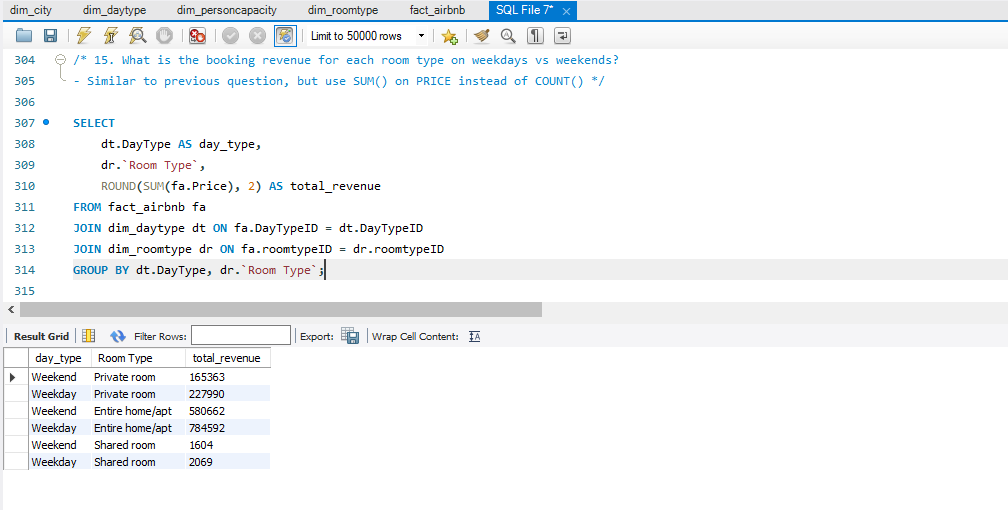 dim_city dim_daytype dim_personcapacity dim_roomtype fact_airbnb SQL File 7*
Limit to 50000 rows
304 /* 15. What is the booking revenue for each room type on weekdays vs weekends?
305 - Similar to previous question, but use SUM() on PRICE instead of COUNT() */
306
307 SELECT
308 dt.DayType AS day_type,
309 dr.`Room Type`,
310 ROUND(SUM(fa.Price), 2) AS total_revenue
311 FROM fact_airbnb fa
312 JOIN dim_daytype dt ON fa.DayTypeID = dt.DayTypeID
313 JOIN dim_roomtype dr ON fa.roomtypeID = dr.roomtypeID
314 GROUP BY dt.DayType, dr.`Room Type`;
315
Result Grid Filter Rows: Export: Wrap Cell Content:
day_type Room Type total_revenue
Weekend Private room 165363
Weekday Private room 227990
Weekend Entire home/apt 580662
Weekday Entire home/apt 784592
Weekend Shared room 1604
Weekday Shared room 2069